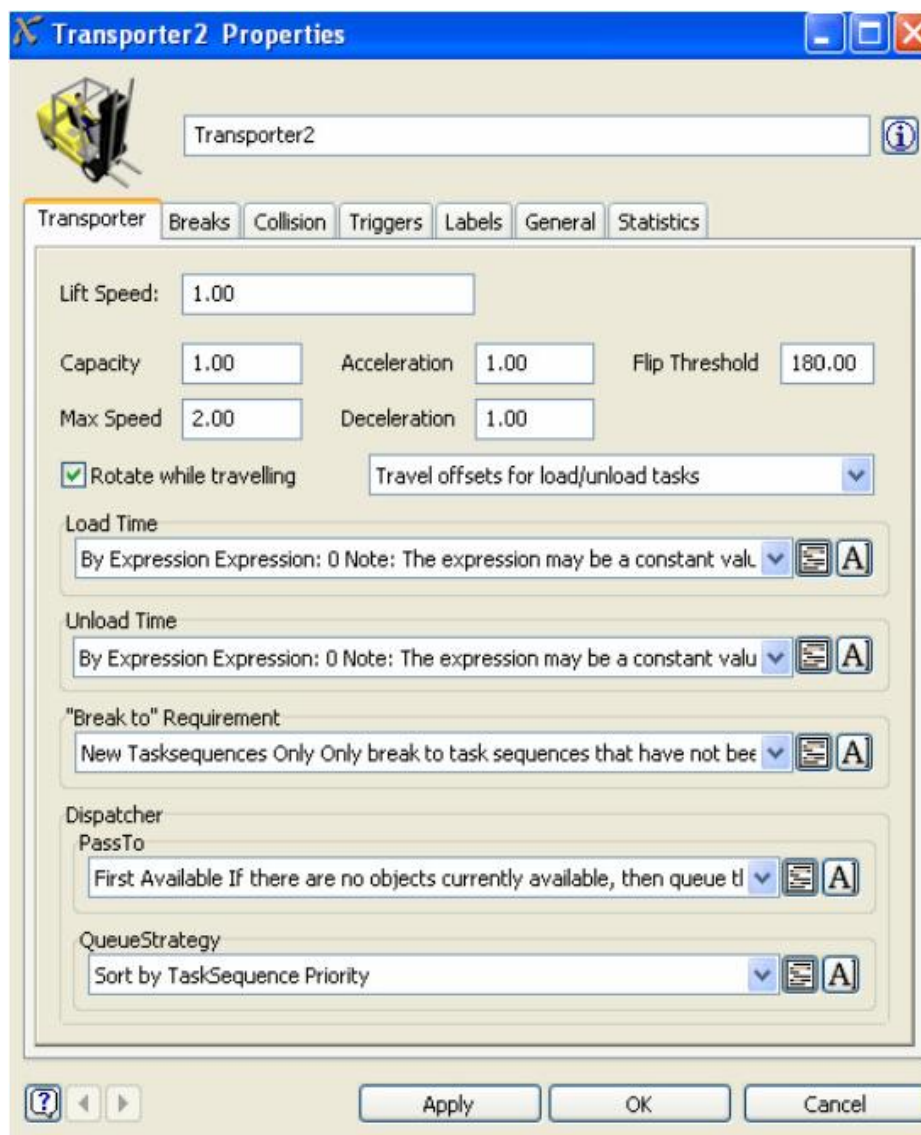 Transporter2 Properties
Transporter2
Transporter Breaks Collision Triggers Labels General Statistics
Lift Speed: 1.00
Capacity 1.00 Acceleration 1.00 Flip Threshold 180.00
Max Speed 2.00 Deceleration 1.00
Rotate while travelling Travel offsets for load/unload tasks
Load Time
By Expression Expression: 0 Note: The expression may be a constant valu
Unload Time
By Expression Expression: 0 Note: The expression may be a constant valu
"Break to" Requirement
New Tasksequences Only Only break to task sequences that have not bee
Dispatcher
PassTo
First Available If there are no objects currently available, then queue tl
QueueStrategy
Sort by TaskSequence Priority
Apply OK Cancel